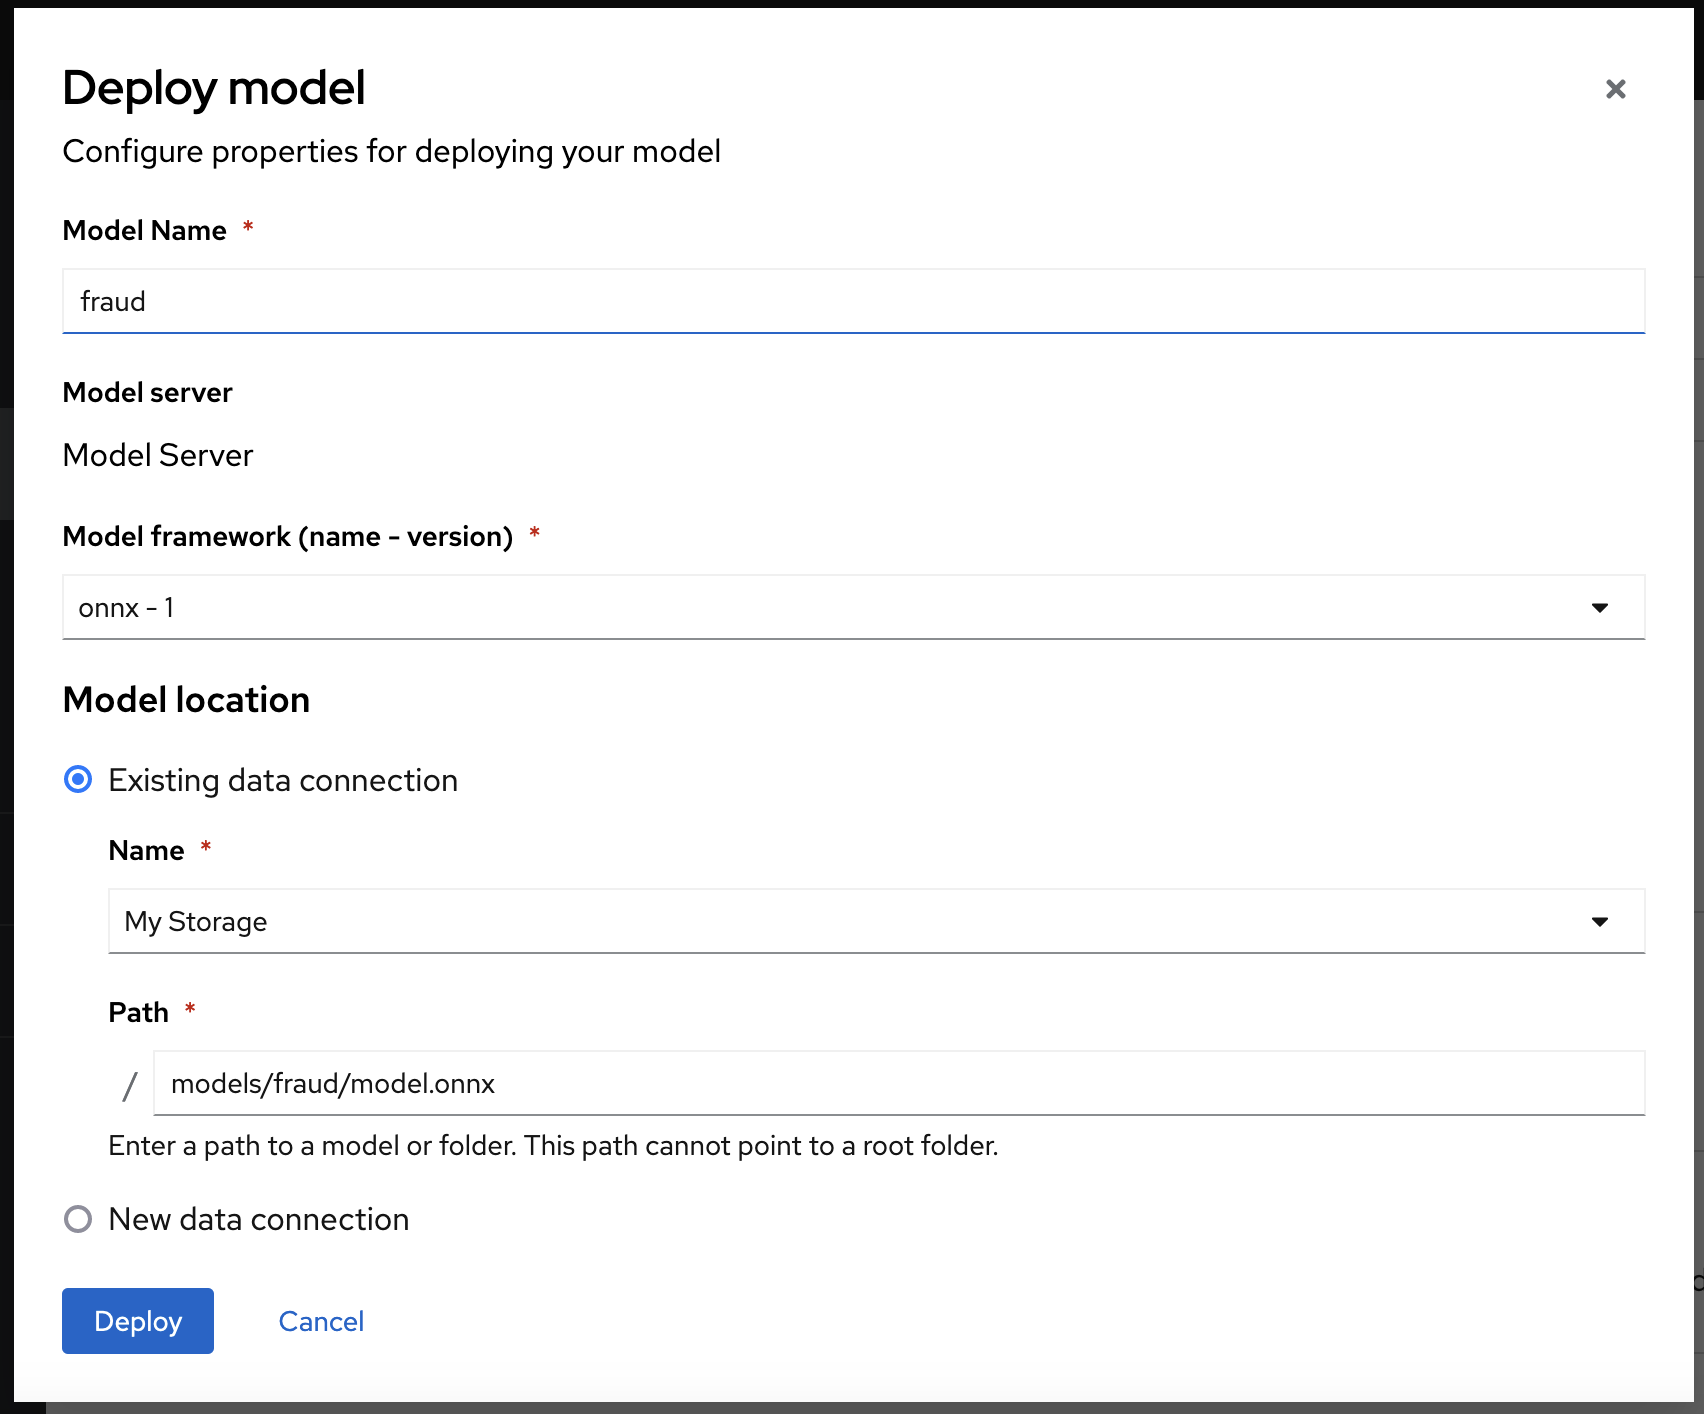 Deploy model
Configure properties for deploying your model
Model Name *
fraud
Model server
Model Server
Model framework (name - version) *
onnx - 1
Model location
Existing data connection
Name *
My Storage
Path *
/ models/fraud/model.onnx
Enter a path to a model or folder. This path cannot point to a root folder.
New data connection
Deploy Cancel